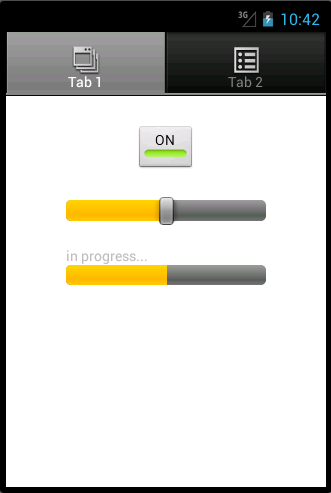 3G 10:42
Tab 1 Tab 2
ON
in progress...